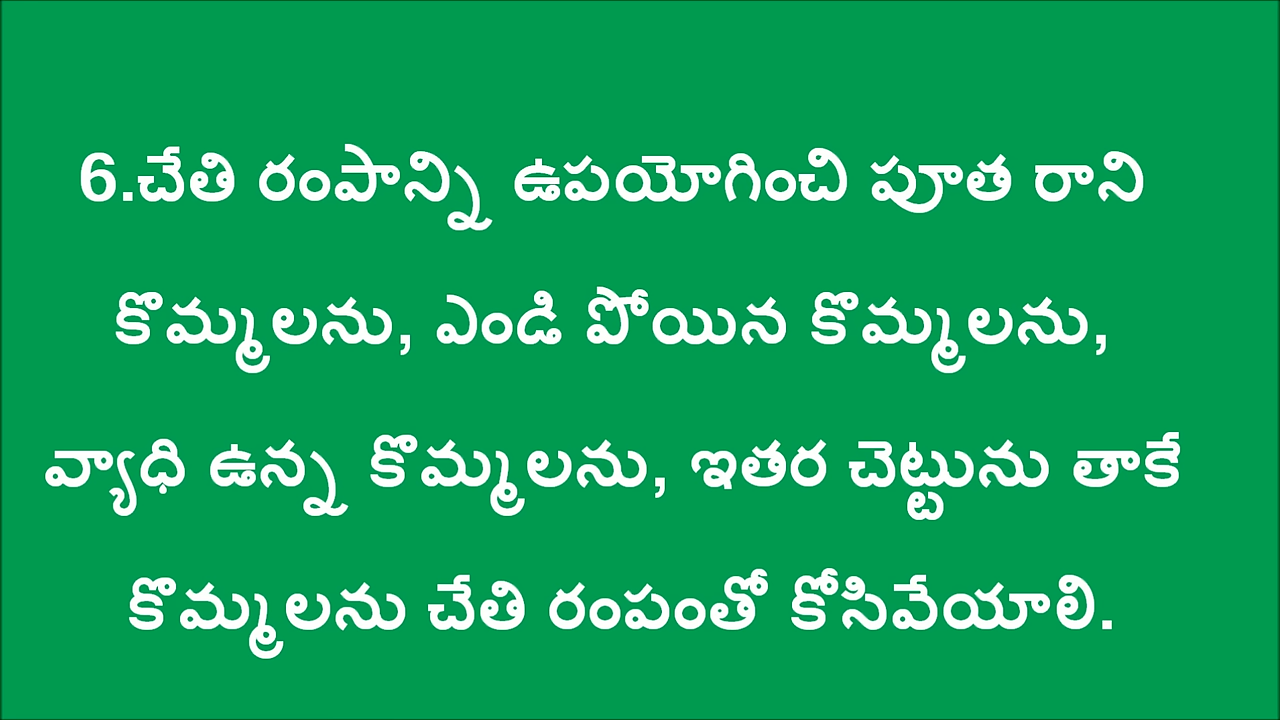 6.చేతి రంపాన్ని ఉపయోగించి పూత రాని
కొమ్మలను, ఎండి పోయిన కొమ్మలను,
వ్యాధి ఉన్న కొమ్మలను, ఇతర చెట్టును తాకే
కొమ్మలను చేతి రంపంతో కోసివేయాలి.